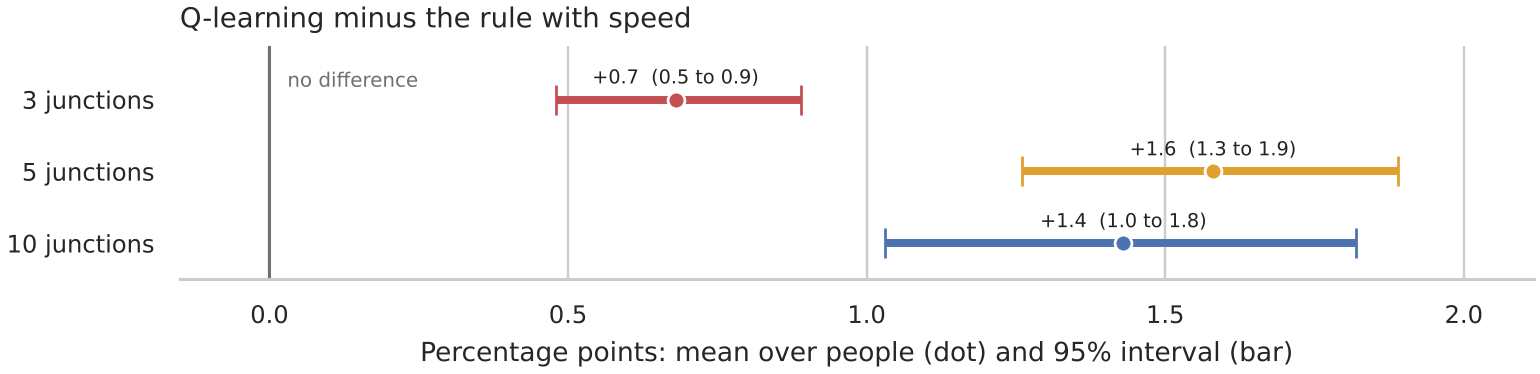 Q-learning minus the rule with speed
no difference
3 junctions
+0.7 (0.5 to 0.9)
5 junctions
+1.6 (1.3 to 1.9)
10 junctions
+1.4 (1.0 to 1.8)
0.0 0.5 1.0 1.5 2.0
Percentage points: mean over people (dot) and 95% interval (bar)